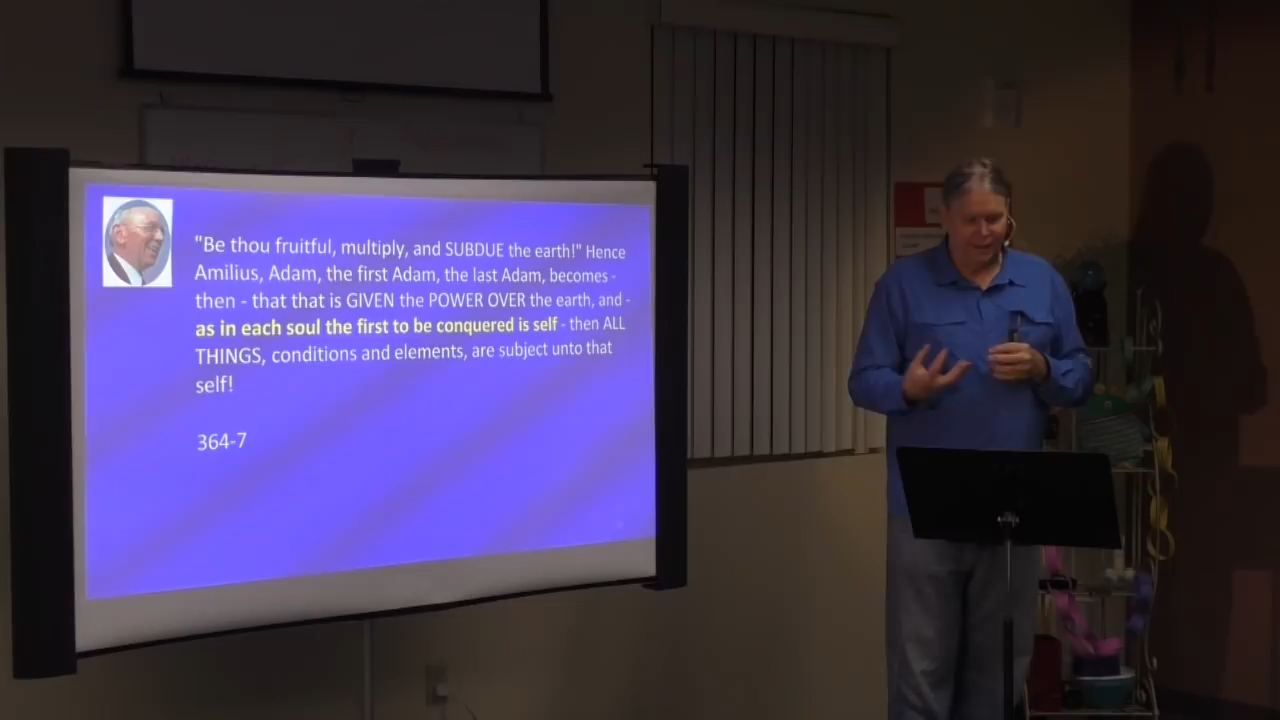 "Be thou fruitful, multiply, and SUBDUE the earth!" Hence
Amilius, Adam, the first Adam, the last Adam, becomes -
then - that that is GIVEN the POWER OVER the earth, and -
as in each soul the first to be conquered is self - then ALL
THINGS, conditions and elements, are subject unto that
self!
364-7